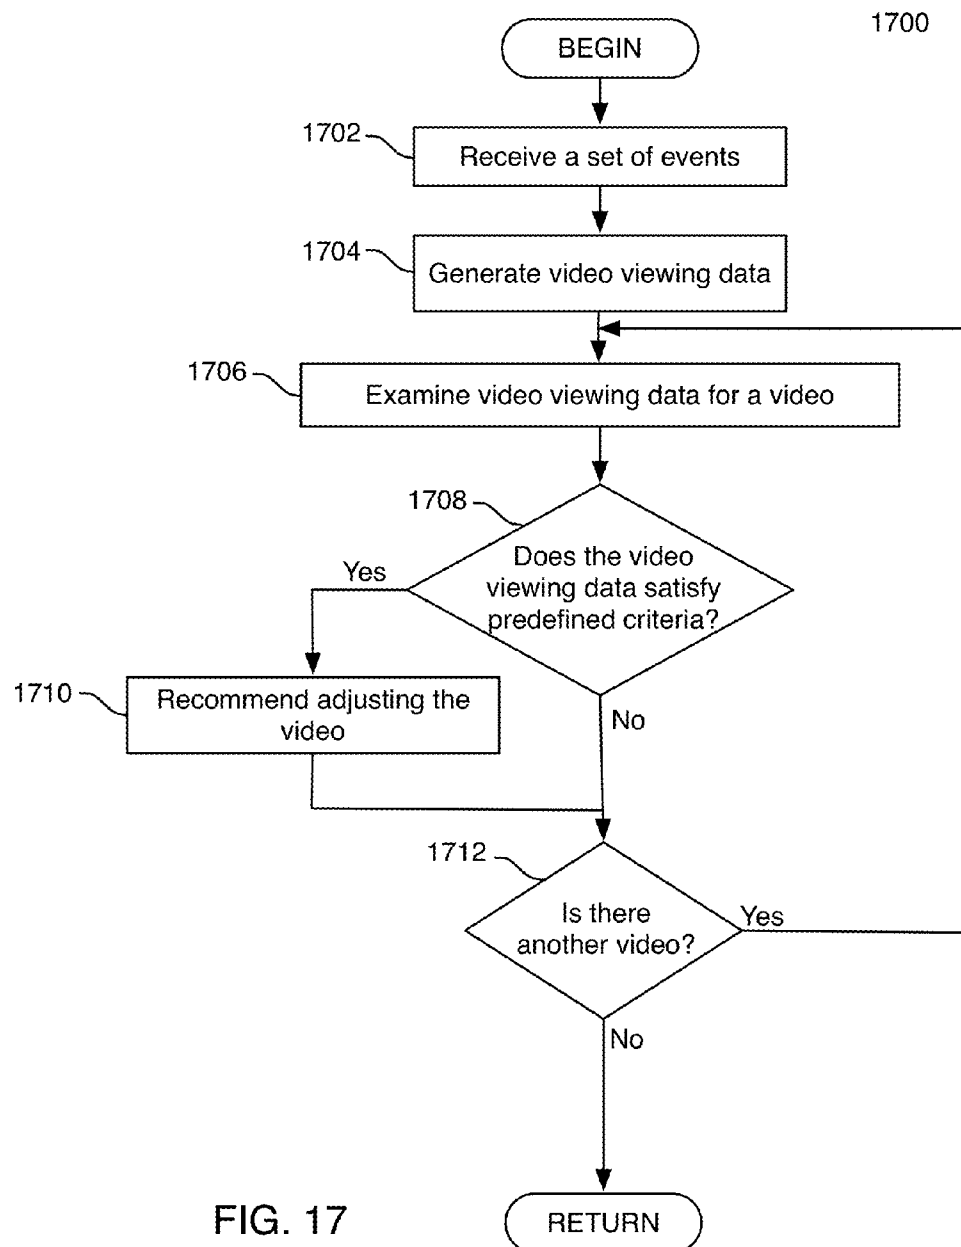 1700
BEGIN
1702
Receive a set of events
1704
Generate video viewing data
1706
Examine video viewing data for a video
1708
Does the video
viewing data satisfy
predefined criteria?
Yes
No
1710
Recommend adjusting the
video
1712
Is there
another video?
Yes
No
FIG. 17
RETURN